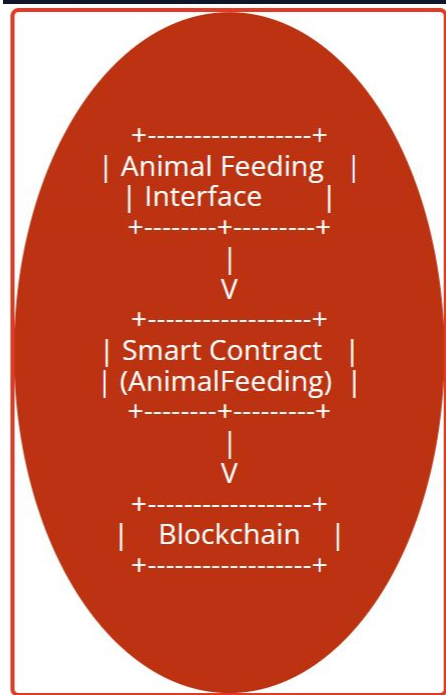 +------------------+
| Animal Feeding |
| Interface |
+--------+---------+
|
V
+------------------+
| Smart Contract |
| (AnimalFeeding) |
+--------+---------+
|
V
+------------------+
| Blockchain |
+------------------+